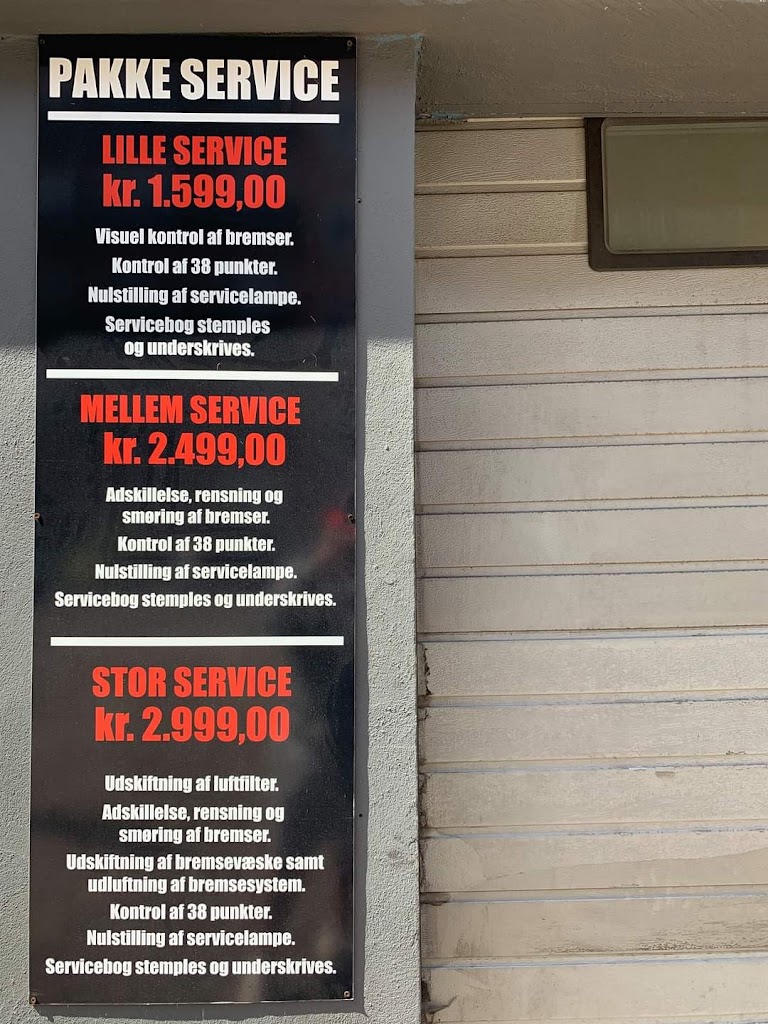 PAKKE SERVICE
LILLE SERVICE
kr. 1.599,00
Visuel kontrol af bremser.
Kontrol af 38 punkter.
Nulstilling af servicelampe.
Servicebog stemples
og underskrives.
MELLEM SERVICE
kr. 2.499,00
Adskillelse, rensning og
smøring af bremser.
Kontrol af 38 punkter.
Nulstilling af servicelampe.
Servicebog stemples og underskrives.
STOR SERVICE
kr. 2.999,00
Udskiftning af luftfilter.
Adskillelse, rensning og
smøring af bremser.
Udskiftning af bremsevæske samt
udluftning af bremsesystem.
Kontrol af 38 punkter.
Nulstilling af servicelampe.
Servicebog stemples og underskrives.